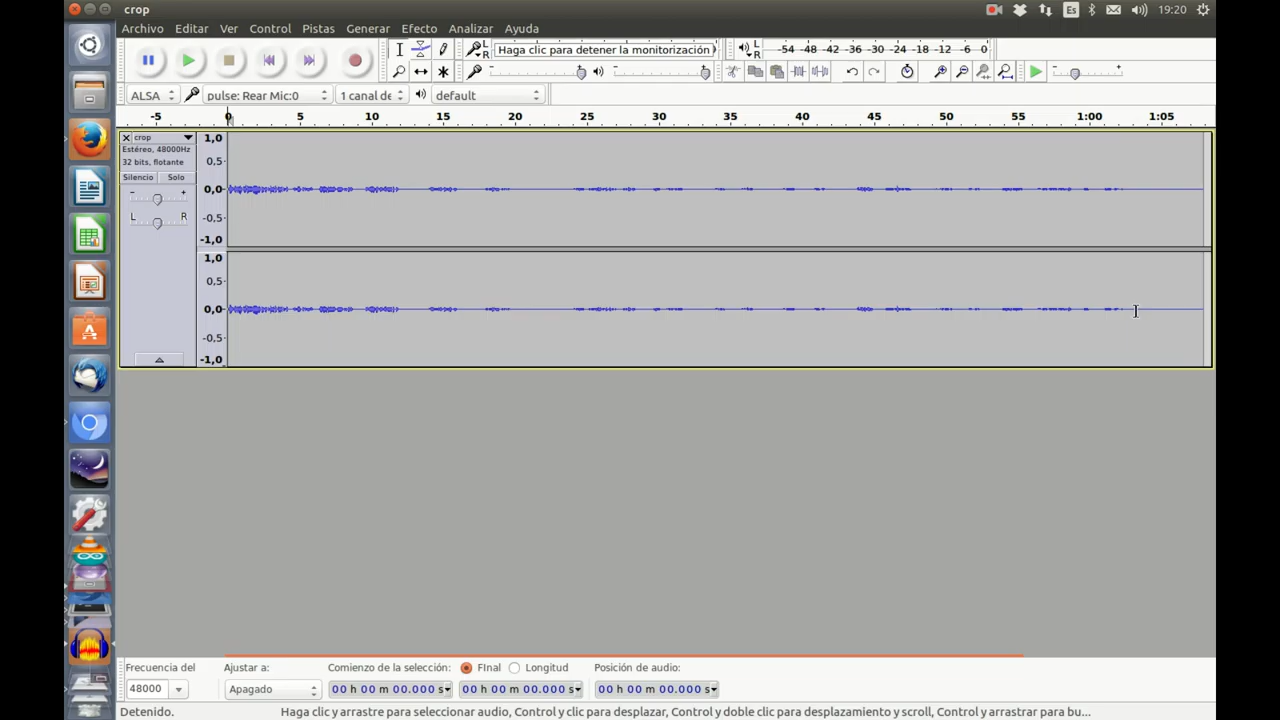 crop
Es
19:20
Archivo Editar Ver Control Pistas Generar Efecto Analizar Ayuda
L
R
Haga clic para detener la monitorización
L
R
-54 -48 -42 -36 -30 -24 -18 -12 -6 0
- + - + - +
ALSA pulse: Rear Mic:0 1 canal de default
-5 0 5 10 15 20 25 30 35 40 45 50 55 1:00 1:05
crop
Estéreo, 48000Hz
32 bits, flotante
Silencio Solo
- +
L R
1,0
0,5
0,0
-0,5
-1,0
1,0
0,5
0,0
-0,5
-1,0
Frecuencia del Ajustar a: Comienzo de la selección: FInal Longitud Posición de audio:
48000 Apagado 00 h 00 m 00.000 s 00 h 00 m 00.000 s 00 h 00 m 00.000 s
Detenido. Haga clic y arrastre para seleccionar audio, Control y clic para desplazar, Control y doble clic para desplazamiento y scroll, Control y arrastrar para bu...